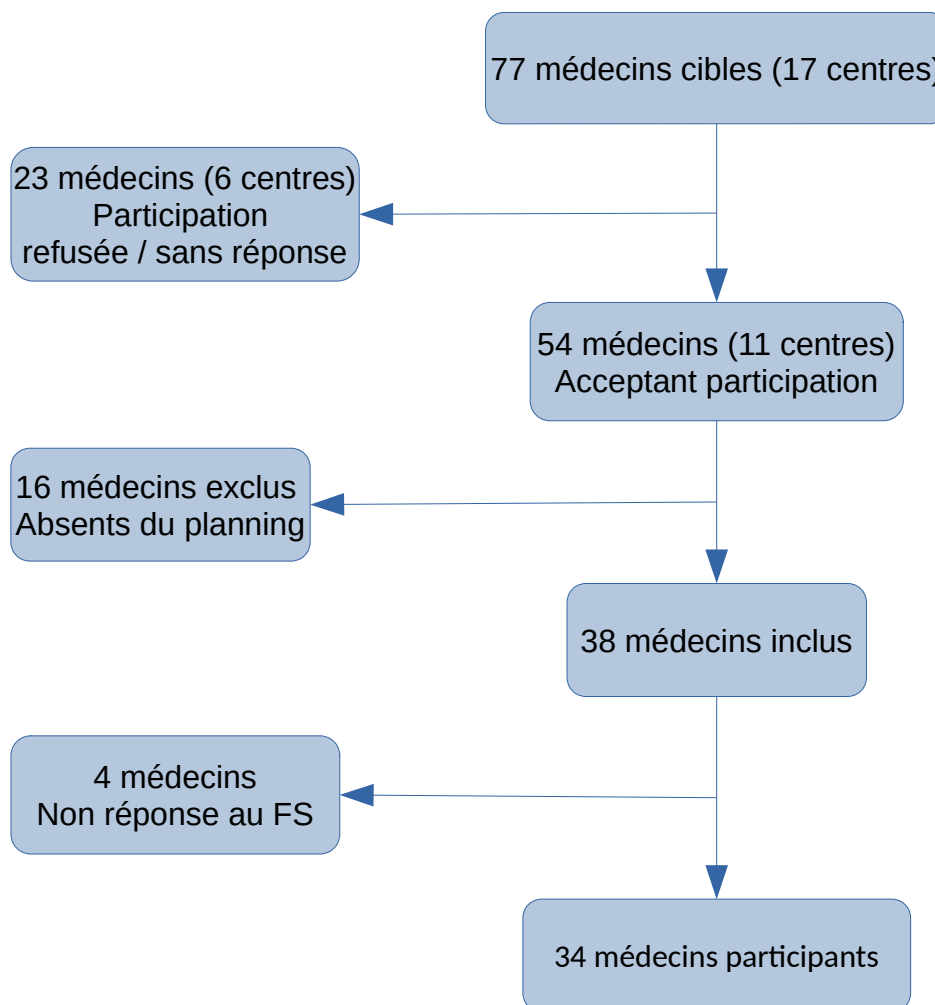 77 médecins cibles (17 centres)
23 médecins (6 centres)
Participation
refusée / sans réponse
54 médecins (11 centres)
Acceptant participation
16 médecins exclus
Absents du planning
38 médecins inclus
4 médecins
Non réponse au FS
34 médecins participants